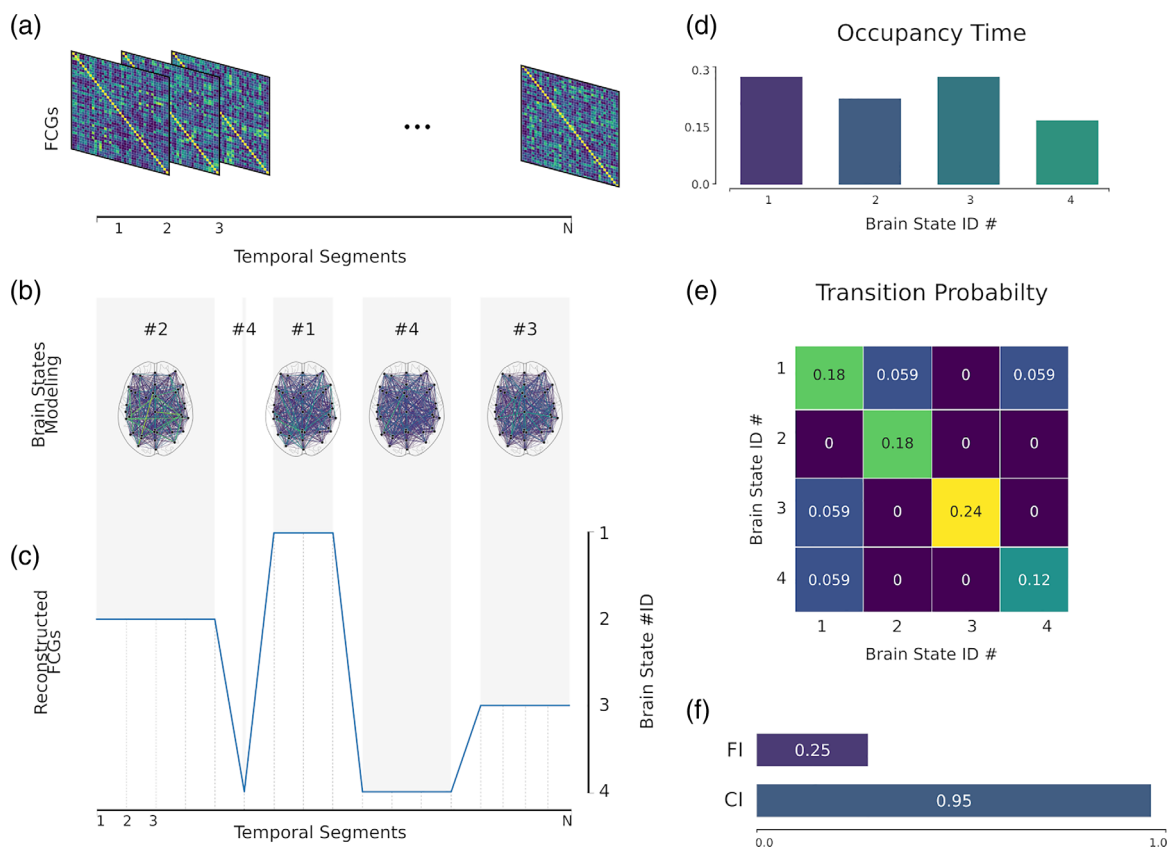 (a)
FCGs
...
1 2 3 N
Temporal Segments
(b)
Brain States
Modeling
#2 #4 #1 #4 #3
(c)
Reconstructed
FCGs
1
2
3
4
Brain State #ID
1 2 3 N
Temporal Segments
(d)
Occupancy Time
0.3
0.15
0.0
1 2 3 4
Brain State ID #
(e)
Transition Probabilty
Brain State ID #
1 0.18 0.059 0 0.059
2 0 0.18 0 0
3 0.059 0 0.24 0
4 0.059 0 0 0.12
1 2 3 4
Brain State ID #
(f)
FI 0.25
CI 0.95
0.0 1.0